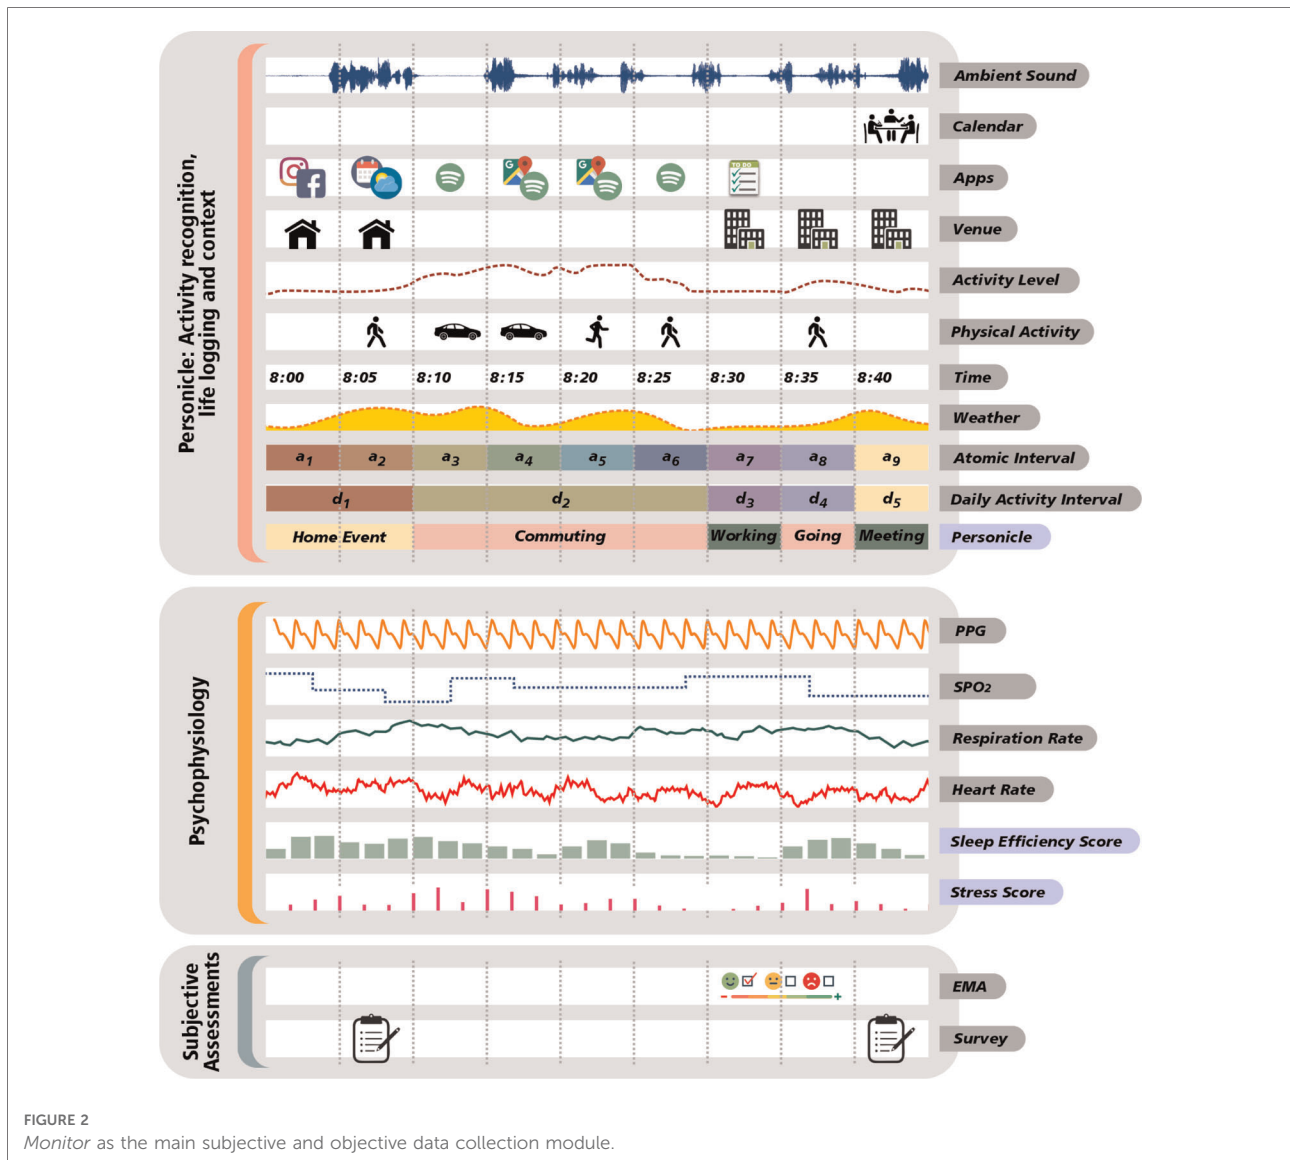 Personicle: Activity recognition,
life logging and context
Ambient Sound
Calendar
G
G
TO DO
Apps
Venue
Activity Level
Physical Activity
8:00 8:05 8:10 8:15 8:20 8:25 8:30 8:35 8:40 Time
Weather
a1 a2 a3 a4 a5 a6 a7 a8 a9 Atomic Interval
d1 d2 d3 d4 d5 Daily Activity Interval
Home Event Commuting Working Going Meeting Personicle
Psychophysiology
PPG
SPO2
Respiration Rate
Heart Rate
Sleep Efficiency Score
Stress Score
Subjective
Assessments
- +
EMA
Survey
FIGURE 2
Monitor as the main subjective and objective data collection module.